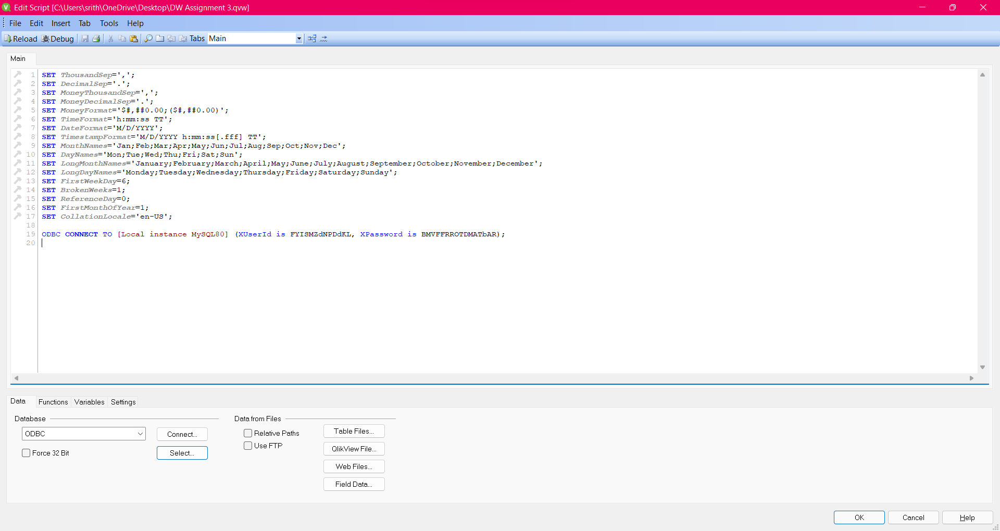 Edit Script [C:\Users\srith\OneDrive\Desktop\DW Assignment 3.qvw]
File Edit Insert Tab Tools Help
Reload Debug Tabs Main
Main
1 SET ThousandSep=',';
2 SET DecimalSep='.';
3 SET MoneyThousandSep=',';
4 SET MoneyDecimalSep='.';
5 SET MoneyFormat='$#,##0.00;($#,##0.00)';
6 SET TimeFormat='h:mm:ss TT';
7 SET DateFormat='M/D/YYYY';
8 SET TimestampFormat='M/D/YYYY h:mm:ss[.fff] TT';
9 SET MonthNames='Jan;Feb;Mar;Apr;May;Jun;Jul;Aug;Sep;Oct;Nov;Dec';
10 SET DayNames='Mon;Tue;Wed;Thu;Fri;Sat;Sun';
11 SET LongMonthNames='January;February;March;April;May;June;July;August;September;October;November;December';
12 SET LongDayNames='Monday;Tuesday;Wednesday;Thursday;Friday;Saturday;Sunday';
13 SET FirstWeekDay=6;
14 SET BrokenWeeks=1;
15 SET ReferenceDay=0;
16 SET FirstMonthOfYear=1;
17 SET CollationLocale='en-US';
18
19 ODBC CONNECT TO [Local instance MySQL80] (XUserId is FYISMZdNPDdKL, XPassword is BMVFFRROTDMATbAR);
20
Data Functions Variables Settings
Database
ODBC
Connect...
Force 32 Bit
Select...
Data from Files
Relative Paths
Use FTP
Table Files...
QlikView File...
Web Files...
Field Data...
OK Cancel Help